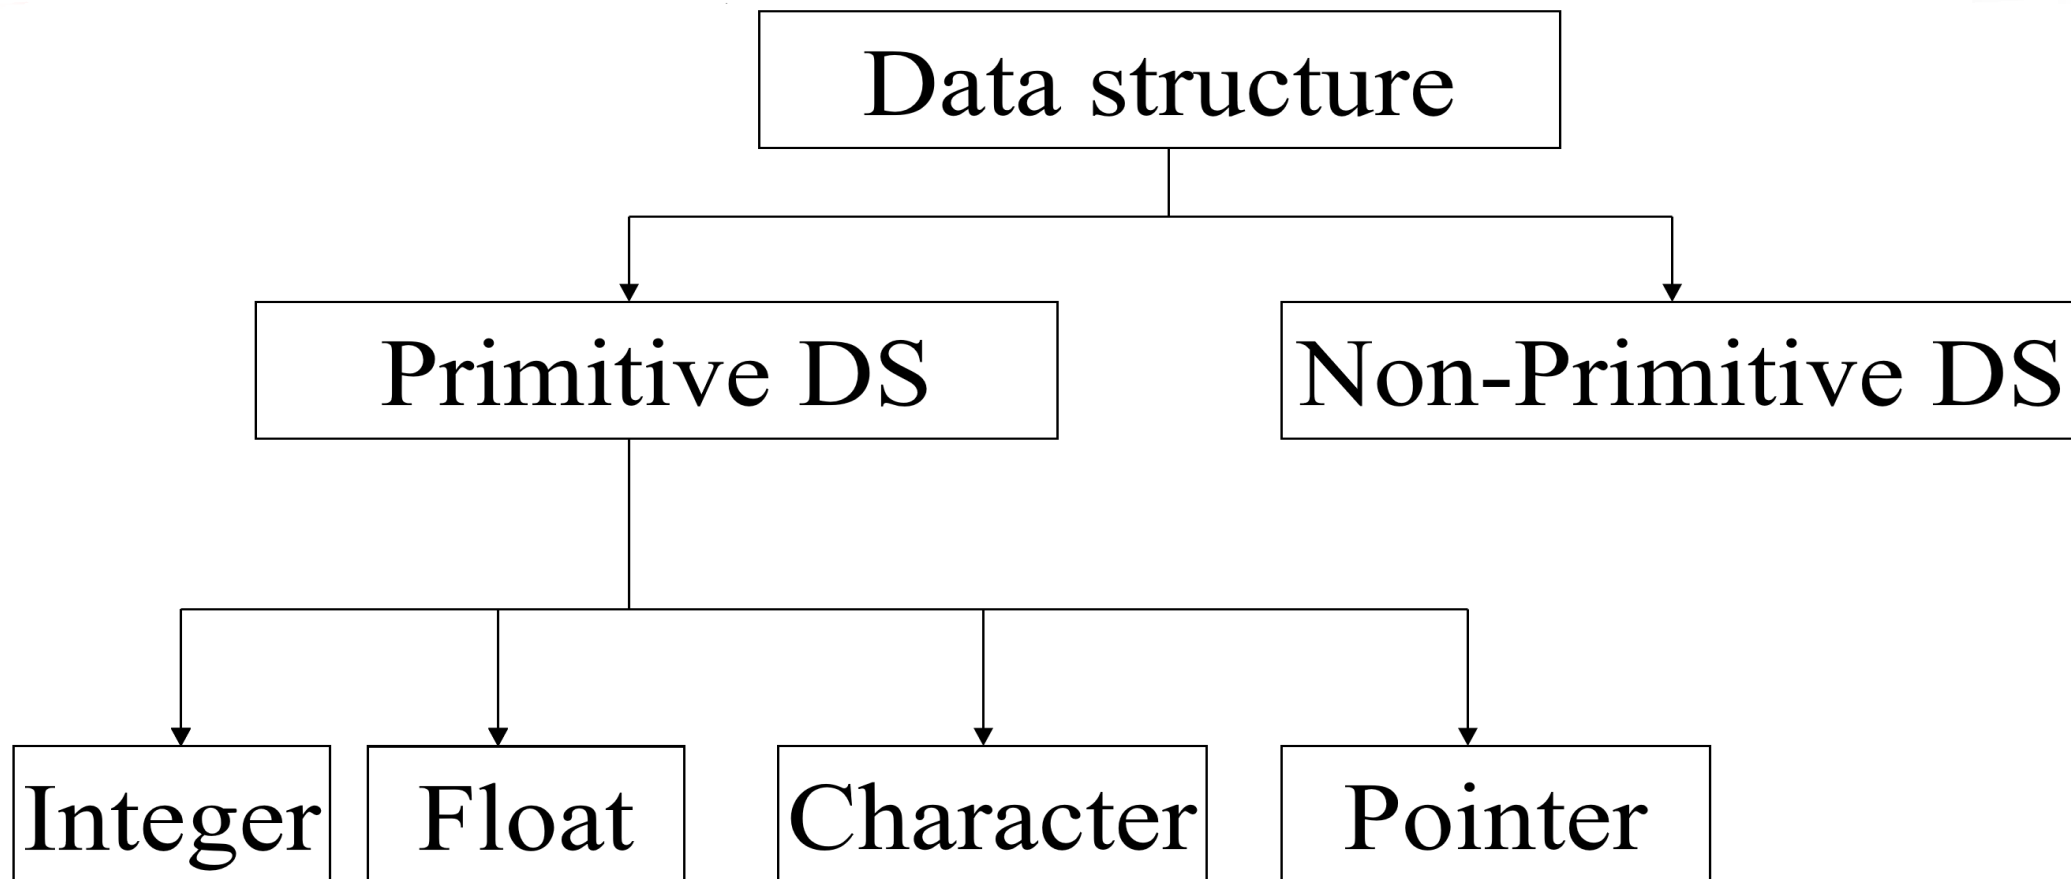 Data structure
Primitive DS
Non-Primitive DS
Integer
Float
Character
Pointer